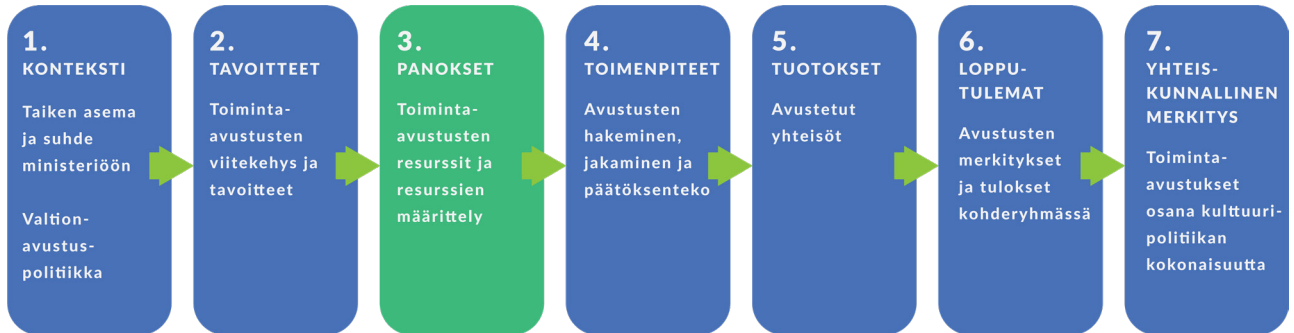 1.
KONTEKSTI
Taiken asema
ja suhde
ministeriöön
Valtion-
avustus-
politiikka
2.
TAVOITTEET
Toiminta-
avustusten
viitekehys ja
tavoitteet
3.
PANOKSET
Toiminta-
avustusten
resurssit ja
resurssien
määrittely
4.
TOIMENPITEET
Avustusten
hakeminen,
jakaminen ja
päätöksenteko
5.
TUOTOKSET
Avustetut
yhteisöt
6.
LOPPU-
TULEMAT
Avustusten
merkitykset
ja tulokset
kohderyhmässä
7.
YHTEIS-
KUNNALLINEN
MERKITYS
Toiminta-
avustukset
osana kulttuuri-
politiikan
kokonaisuutta